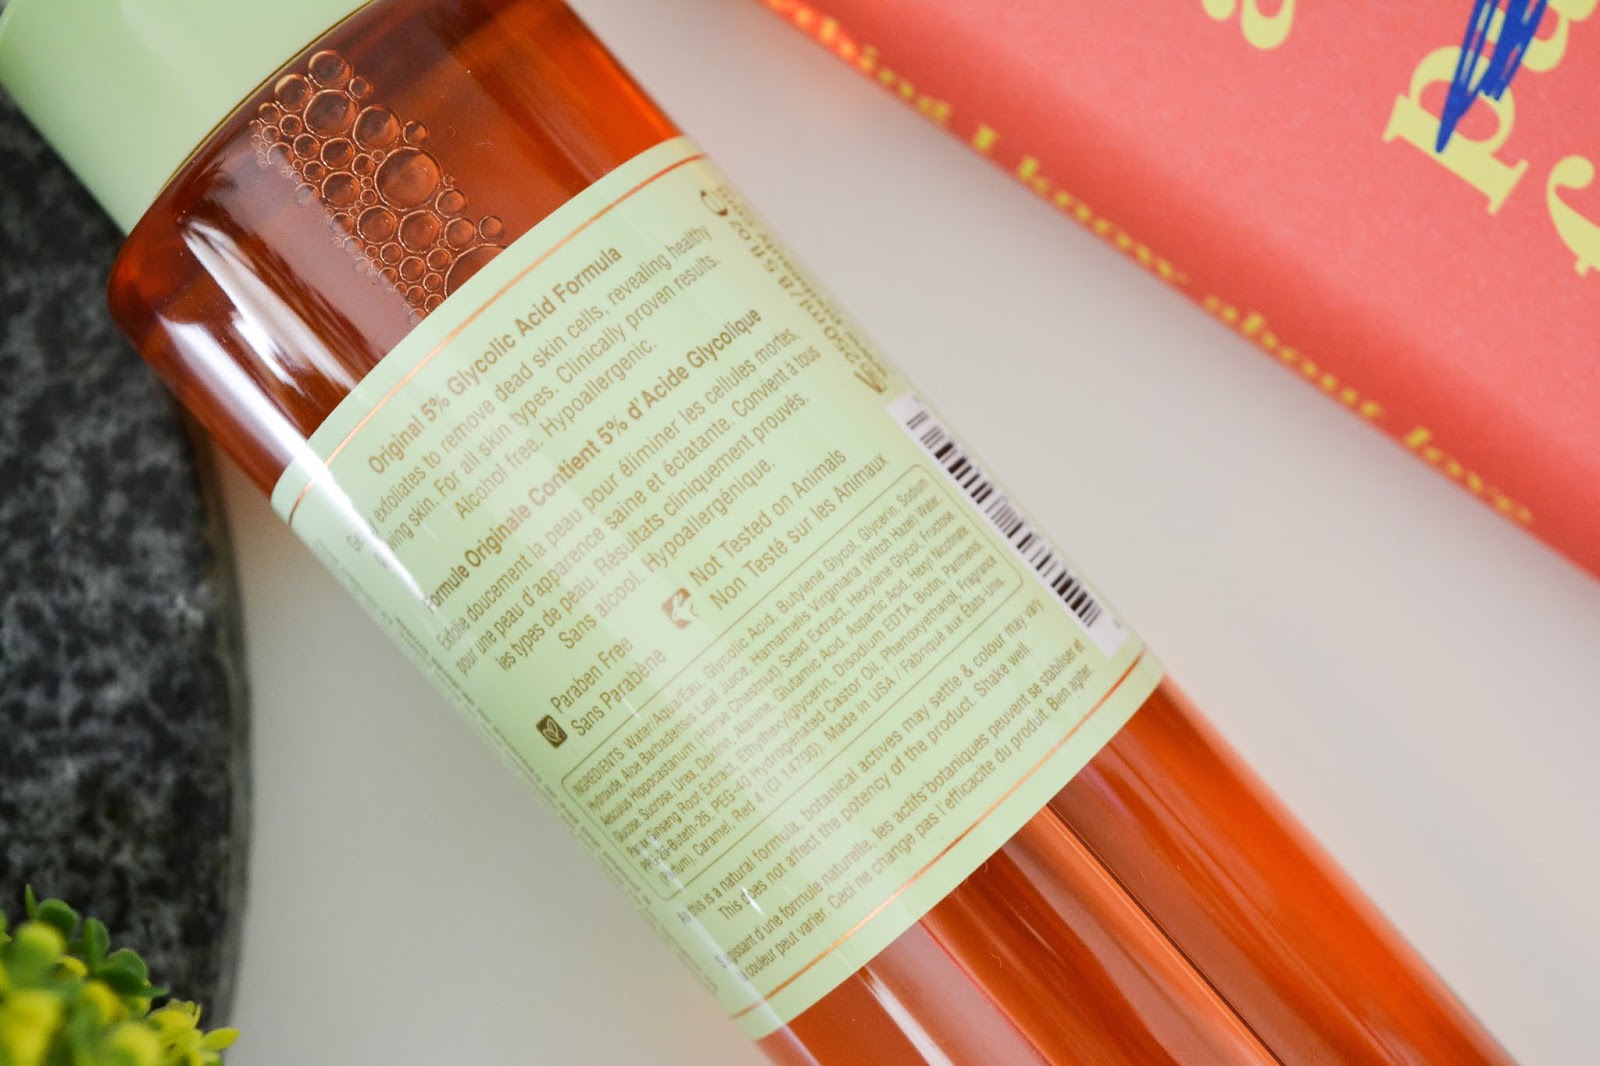 Original 5% Glycolic Acid Formula
exfoliates to remove dead skin cells, revealing healthy
skin. For all skin types. Clinically proven results.
Alcohol free. Hypoallergenic.
Formule Originale Contient 5% d'Acide Glycolique
Exfolie doucement la peau pour éliminer les cellules mortes,
pour une peau d'apparence saine et éclatante. Convient à tous
les types de peau. Résultats cliniquement prouvés.
Sans alcool. Hypoallergénique.
Paraben Free
Sans Parabène
Not Tested on Animals
Non Testé sur les Animaux
INGREDIENTS: Water/Aqua/Eau, Glycolic Acid, Butylene Glycol, Glycerin, Sodium
Hydroxide, Aloe Barbadensis Leaf Juice, Hamamelis Virginiana (Witch Hazel) Water,
Aesculus Hippocastanum (Horse Chestnut) Seed Extract, Hexylene Glycol, Fructose,
Glucose, Sucrose, Urea, Dextrin, Alanine, Glutamic Acid, Aspartic Acid, Hexyl Nicotinate,
Panax Ginseng Root Extract, Ethylhexylglycerin, Disodium EDTA, Biotin, Panthenol,
PPG-26-Buteth-26, PEG-40 Hydrogenated Castor Oil, Phenoxyethanol, Fragrance
(Parfum), Caramel, Red 4 (CI 14700). Made in USA / Fabriqué aux États-Unis.
As this is a natural formula, botanical actives may settle & colour may vary.
This does not affect the potency of the product. Shake well.
d'une formule naturelle, les actifs botaniques peuvent se stabiliser et
la couleur peut varier. Ceci ne change pas l'efficacité du produit. Bien agiter.
250ml/8.5 fl oz
I know about love